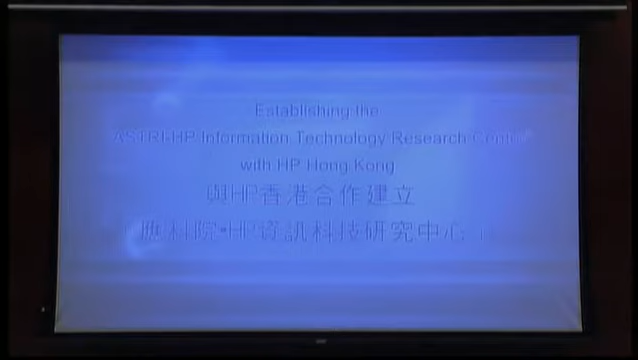 Establishing the
ASTRI-HP Information Technology Research Center
with HP Hong Kong
與HP香港合作建立
應科院•HP資訊科技研究中心